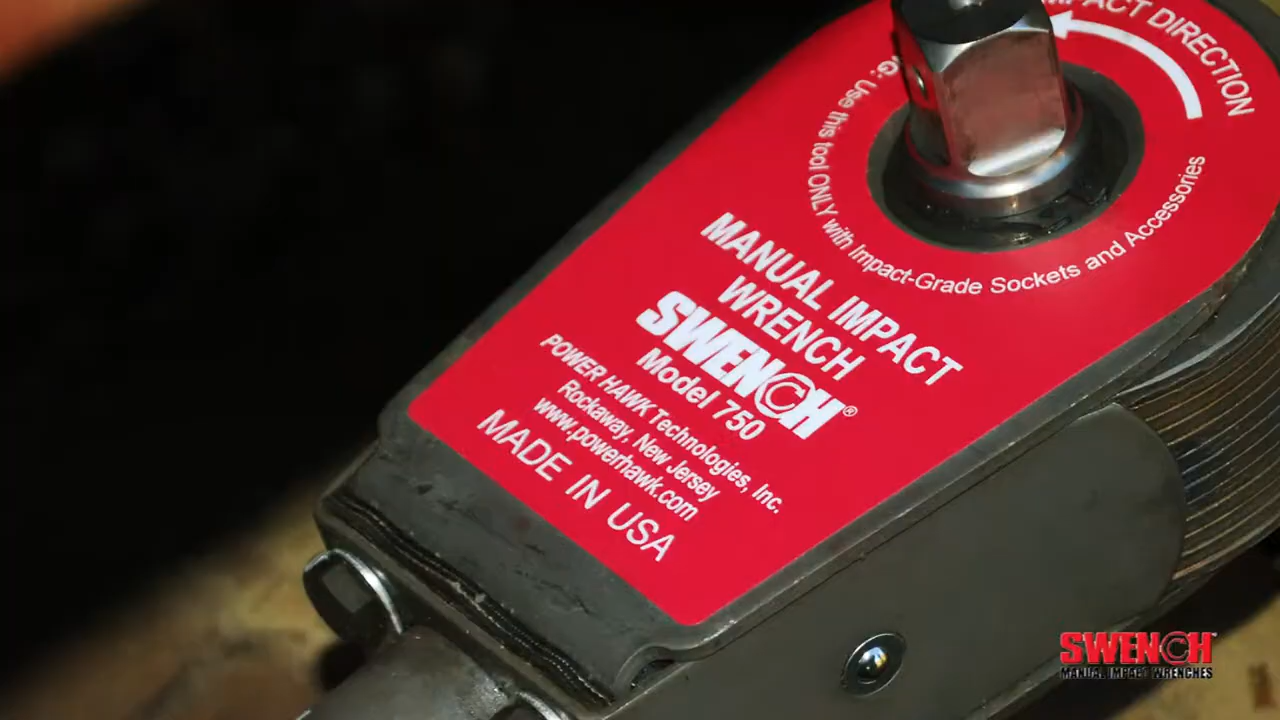 IMPACT DIRECTION
Use this tool ONLY with Impact-Grade Sockets and Accessories
MANUAL IMPACT
WRENCH
SWENCH®
Model 750
POWER HAWK Technologies, Inc.
Rockaway, New Jersey
www.powerhawk.com
MADE IN USA
SWENCH
MANUAL IMPACT WRENCHES